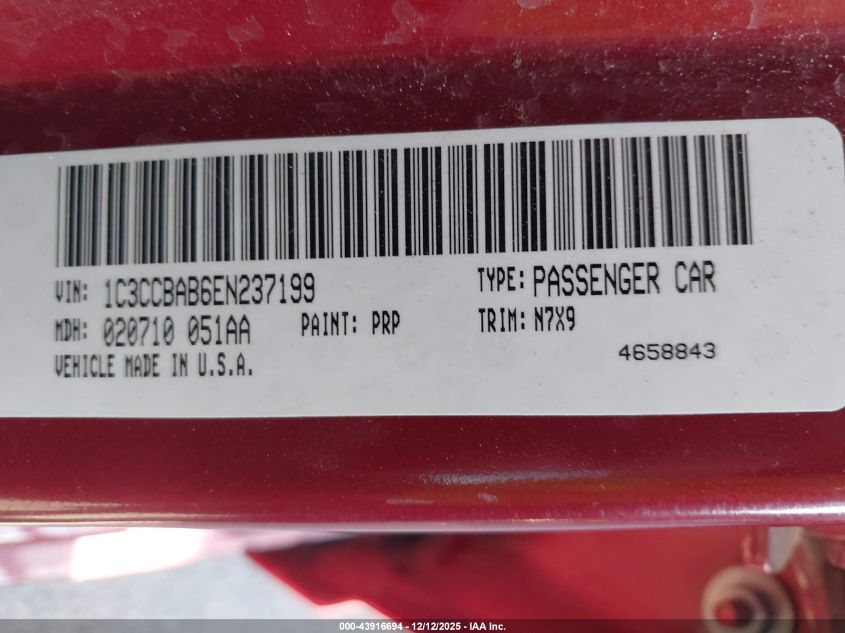 VIN: 1C3CCBAB6EN237199 TYPE: PASSENGER CAR
MDH: 020710 051AA PAINT: PRP TRIM: N7X9
VEHICLE MADE IN U.S.A. 4658843
000-43916694 - 12/12/2025 - IAA Inc.